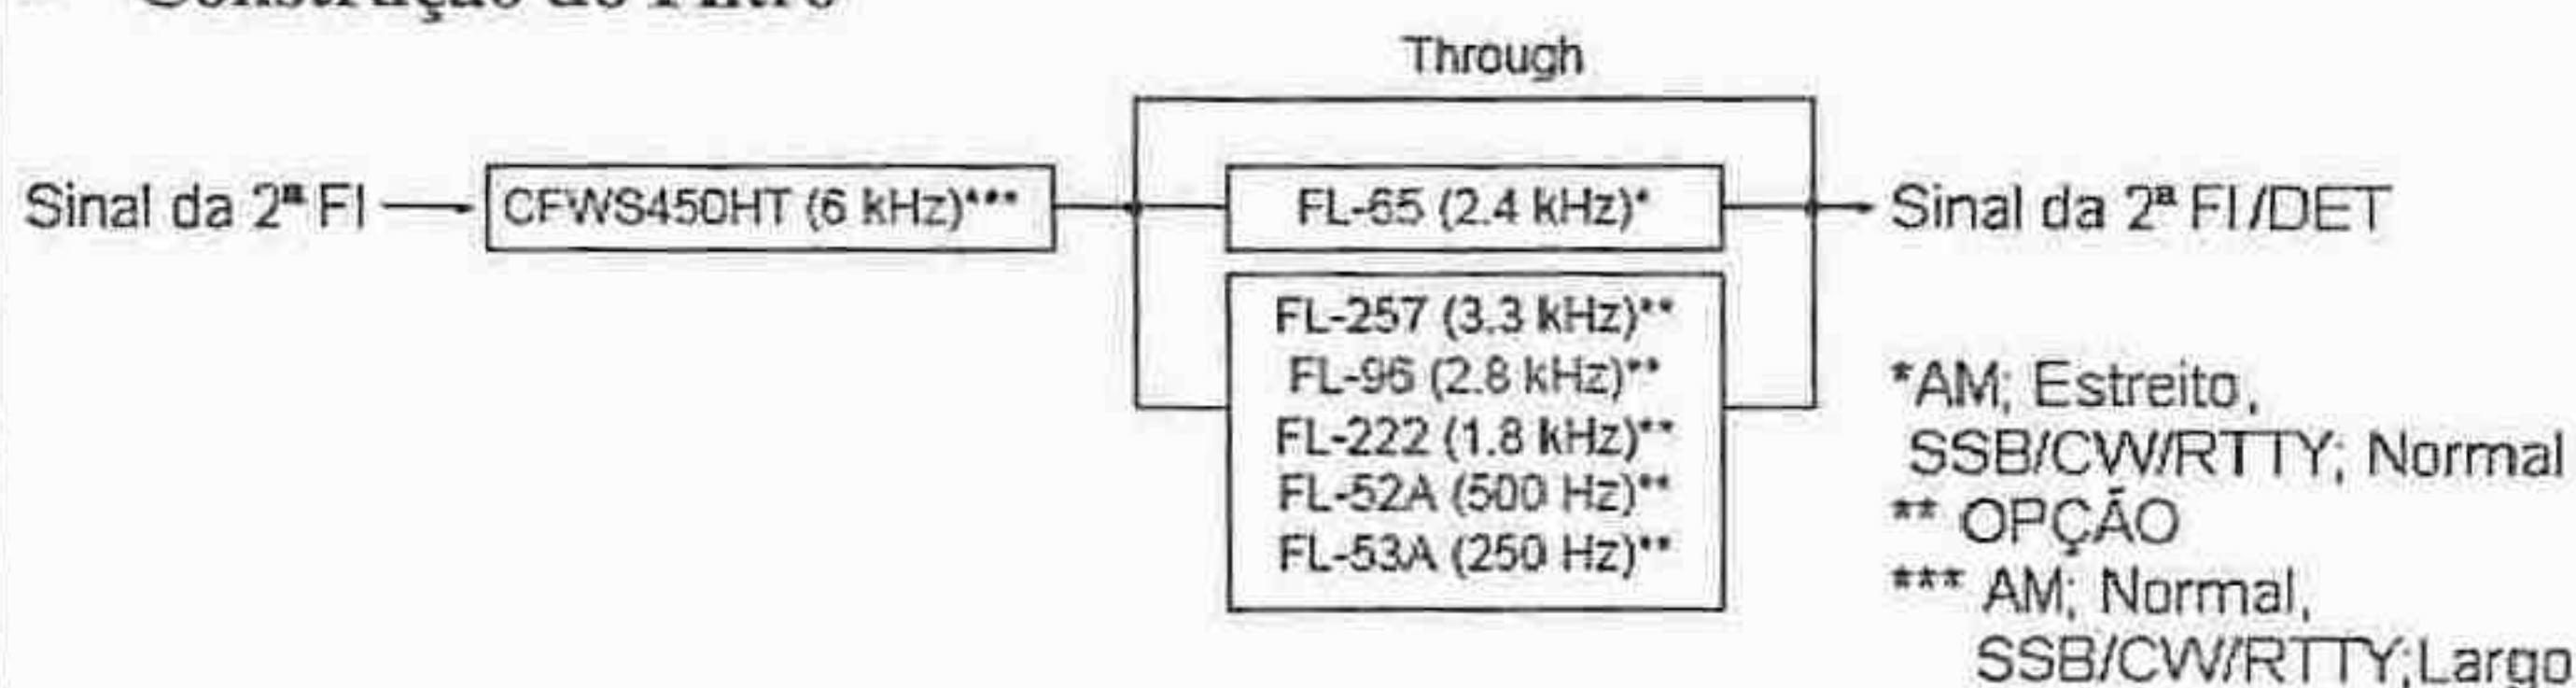 Through
Sinal da 2ª FI
CFWS450HT (6 kHz)***
FL-65 (2.4 kHz)*
Sinal da 2ª FI/DET
FL-257 (3.3 kHz)**
FL-96 (2.8 kHz)**
FL-222 (1.8 kHz)**
FL-52A (500 Hz)**
FL-53A (250 Hz)**
*AM; Estreito,
SSB/CW/RTTY; Normal
** OPÇÃO
*** AM; Normal,
SSB/CW/RTTY;Largo